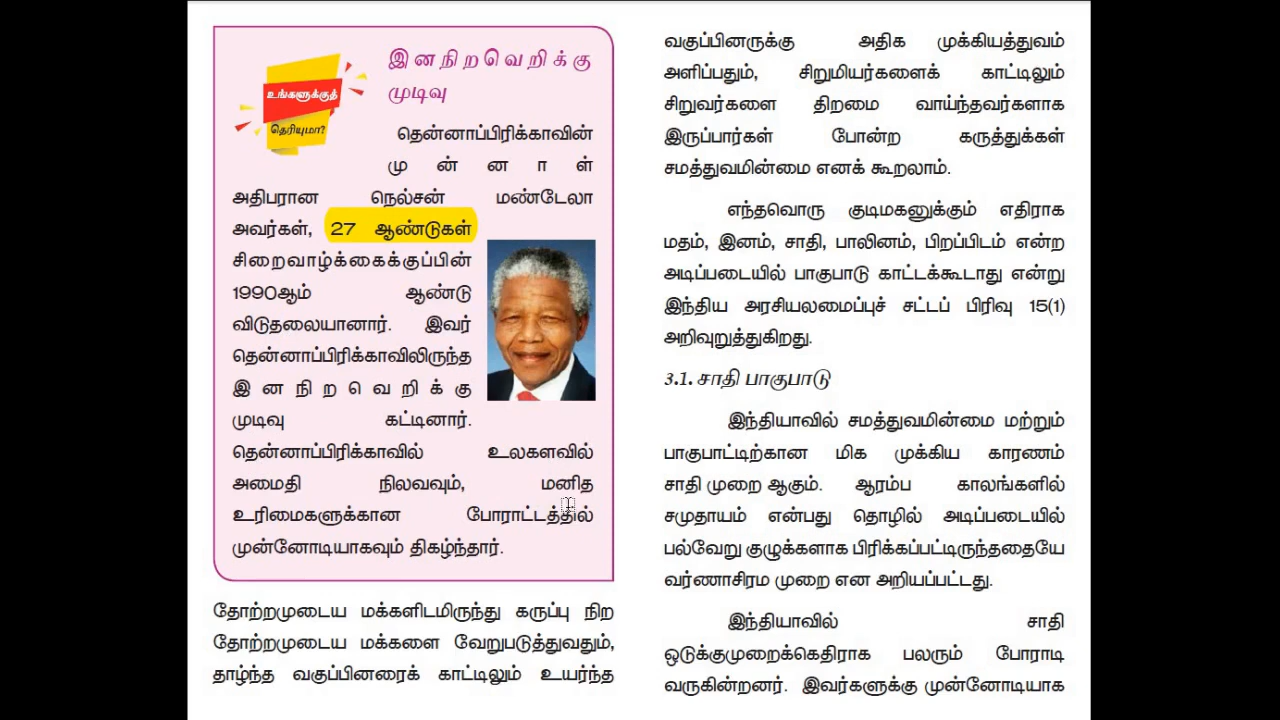 உங்களுக்குத்
தெரியுமா?
இனநிறவெறிக்கு
முடிவு
தென்னாப்பிரிக்காவின்
முன்னாள்
அதிபரான நெல்சன் மண்டேலா
அவர்கள், 27 ஆண்டுகள்
சிறைவாழ்க்கைக்குப்பின்
1990ஆம் ஆண்டு
விடுதலையானார். இவர்
தென்னாப்பிரிக்காவிலிருந்த
இனநிறவெறிக்கு
முடிவு கட்டினார்.
தென்னாப்பிரிக்காவில் உலகளவில்
அமைதி நிலவவும், மனித
உரிமைகளுக்கான போராட்டத்தில்
முன்னோடியாகவும் திகழ்ந்தார்.
தோற்றமுடைய மக்களிடமிருந்து கருப்பு நிற
தோற்றமுடைய மக்களை வேறுபடுத்துவதும்,
தாழ்ந்த வகுப்பினரைக் காட்டிலும் உயர்ந்த
வகுப்பினருக்கு அதிக முக்கியத்துவம்
அளிப்பதும், சிறுமியர்களைக் காட்டிலும்
சிறுவர்களை திறமை வாய்ந்தவர்களாக
இருப்பார்கள் போன்ற கருத்துக்கள்
சமத்துவமின்மை எனக் கூறலாம்.
எந்தவொரு குடிமகனுக்கும் எதிராக
மதம், இனம், சாதி, பாலினம், பிறப்பிடம் என்ற
அடிப்படையில் பாகுபாடு காட்டக்கூடாது என்று
இந்திய அரசியலமைப்புச் சட்டப் பிரிவு 15(1)
அறிவுறுத்துகிறது.
3.1. சாதி பாகுபாடு
இந்தியாவில் சமத்துவமின்மை மற்றும்
பாகுபாட்டிற்கான மிக முக்கிய காரணம்
சாதி முறை ஆகும். ஆரம்ப காலங்களில்
சமுதாயம் என்பது தொழில் அடிப்படையில்
பல்வேறு குழுக்களாக பிரிக்கப்பட்டிருந்ததையே
வர்ணாசிரம முறை என அறியப்பட்டது.
இந்தியாவில் சாதி
ஒடுக்குமுறைக்கெதிராக பலரும் போராடி
வருகின்றனர். இவர்களுக்கு முன்னோடியாக